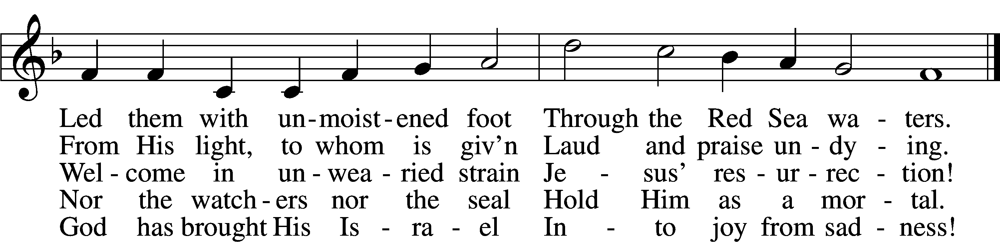 Led them with un - moist - ened foot Through the Red Sea wa - ters.
From His light, to whom is giv’n Laud and praise un - dy - ing.
Wel - come in un - wea - ried strain Je - sus’ res - ur - rec - tion!
Nor the watch - ers nor the seal Hold Him as a mor - tal.
God has brought His Is - ra - el In - to joy from sad - ness!